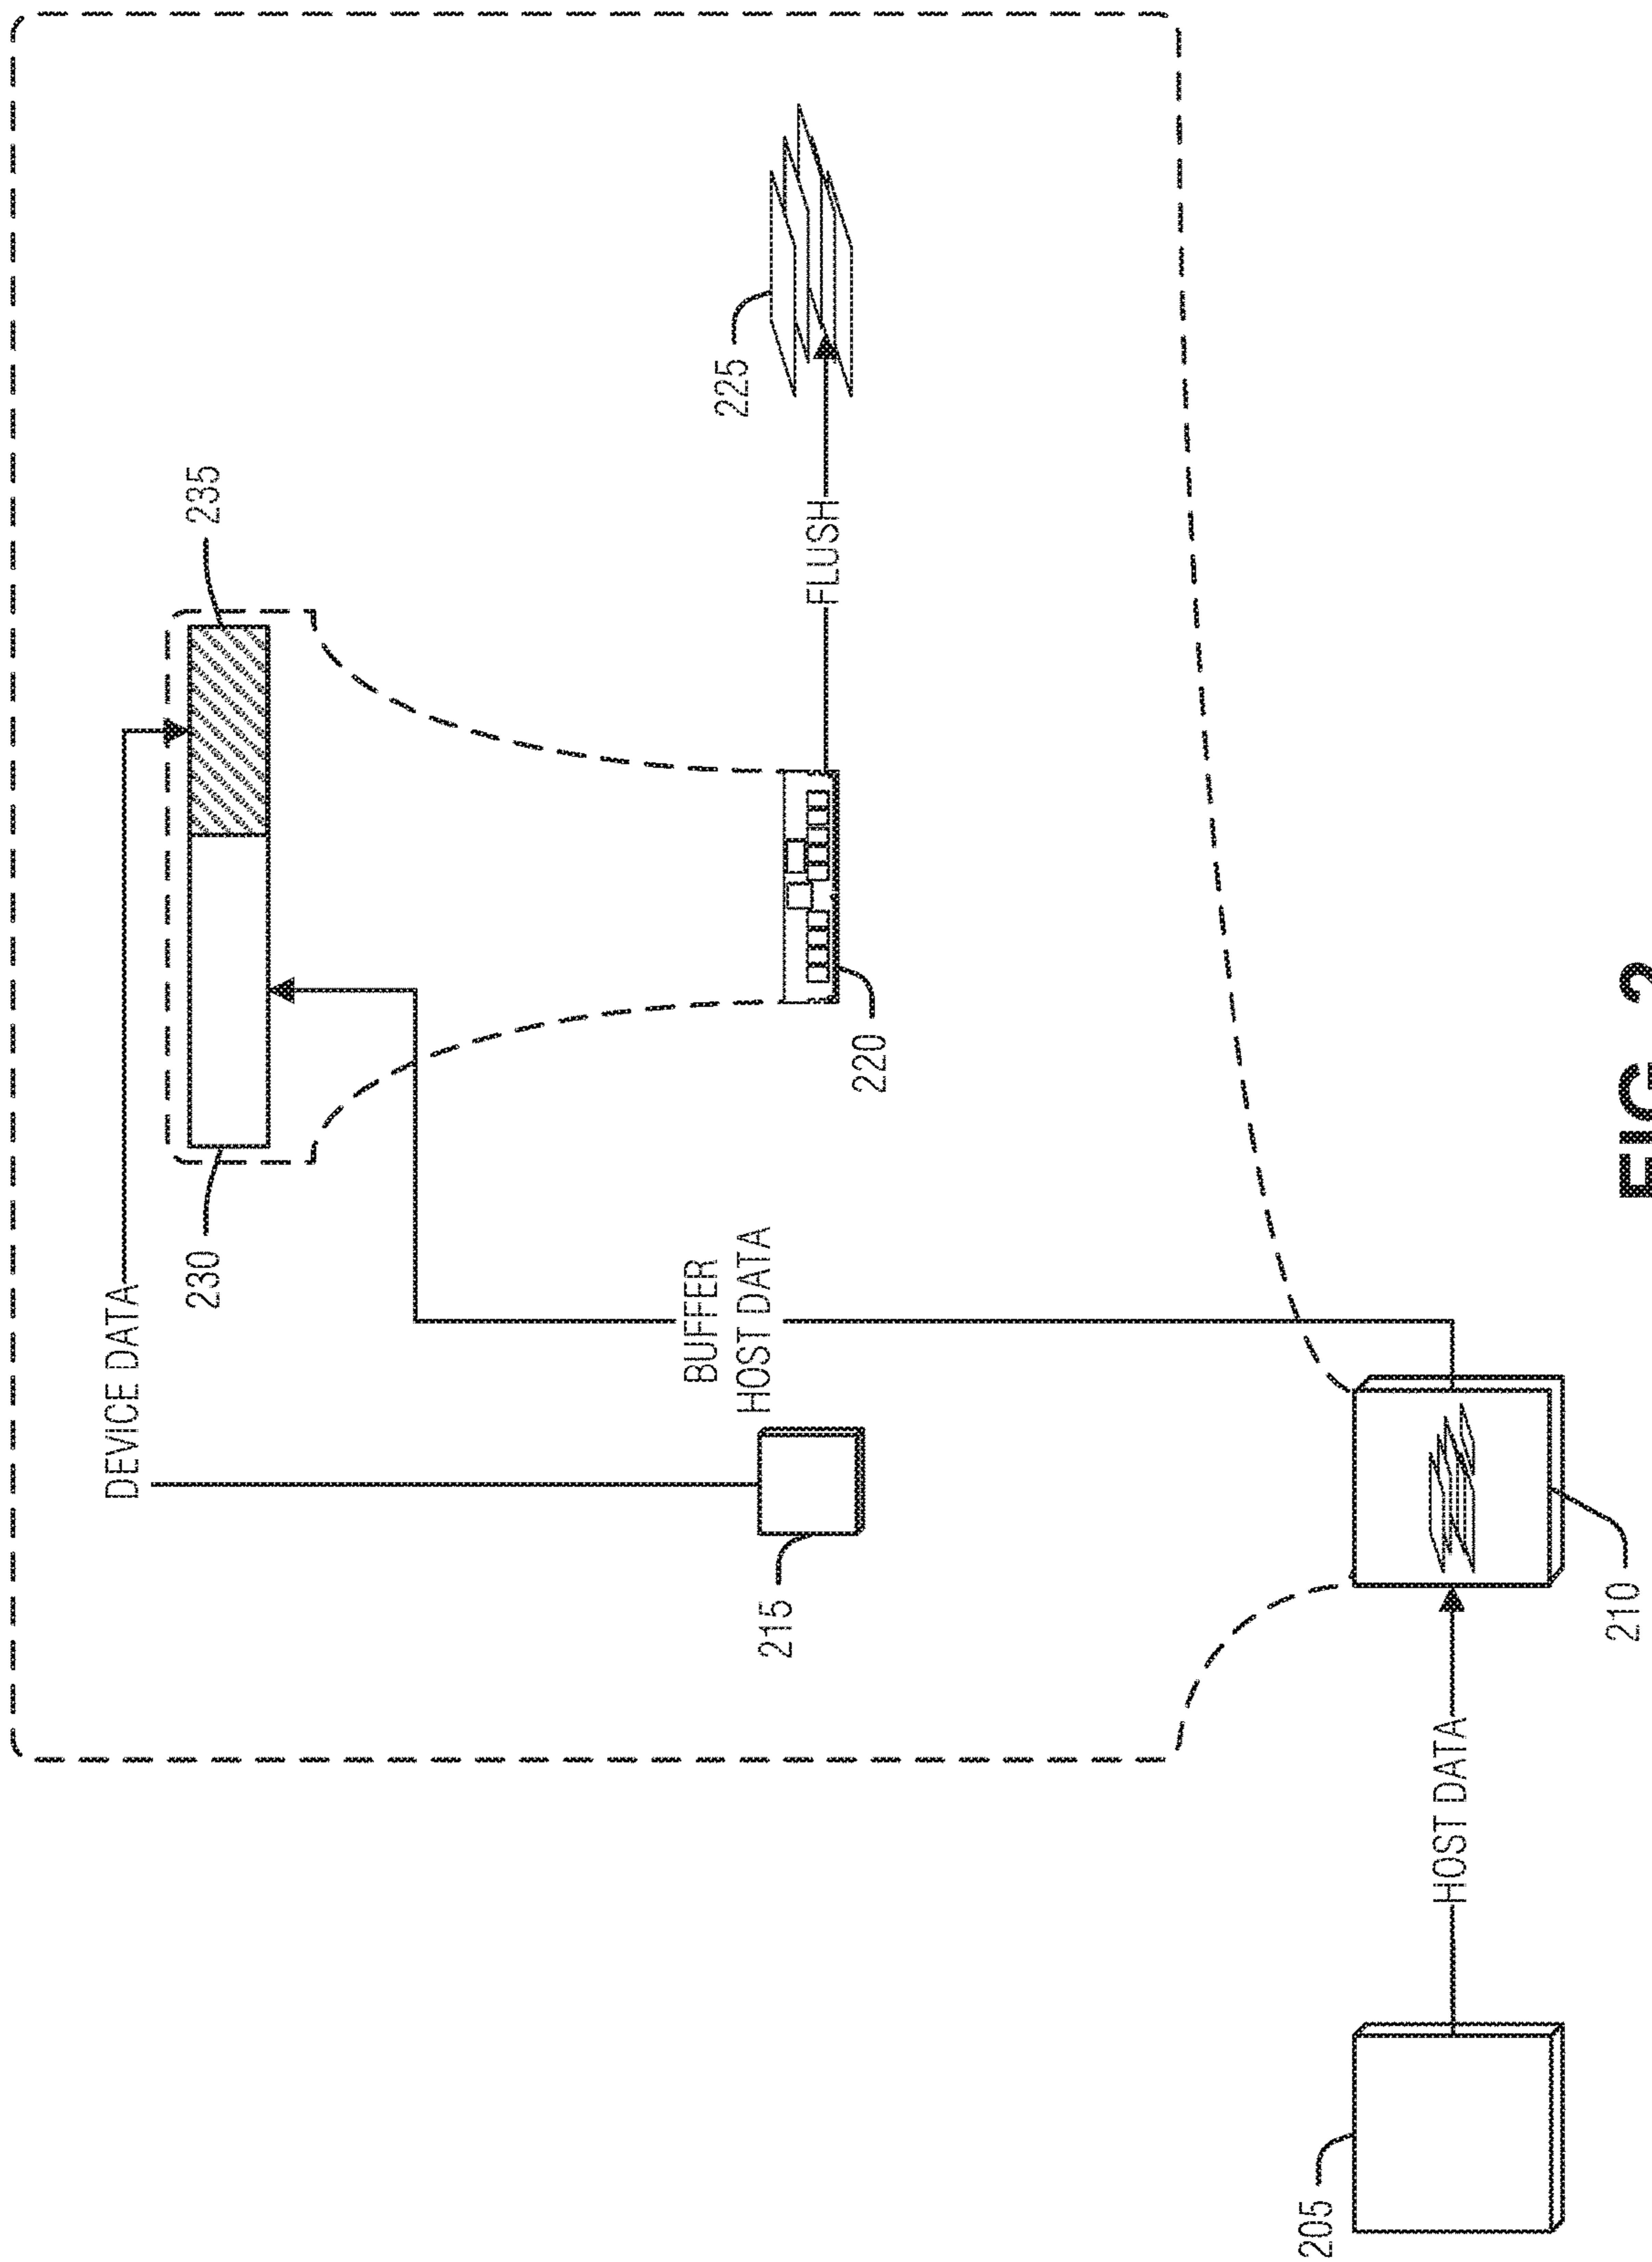 DEVICE DATA
230
235
BUFFER
HOST DATA
215
220
FLUSH
225
205
HOST DATA
210
FIG. 2